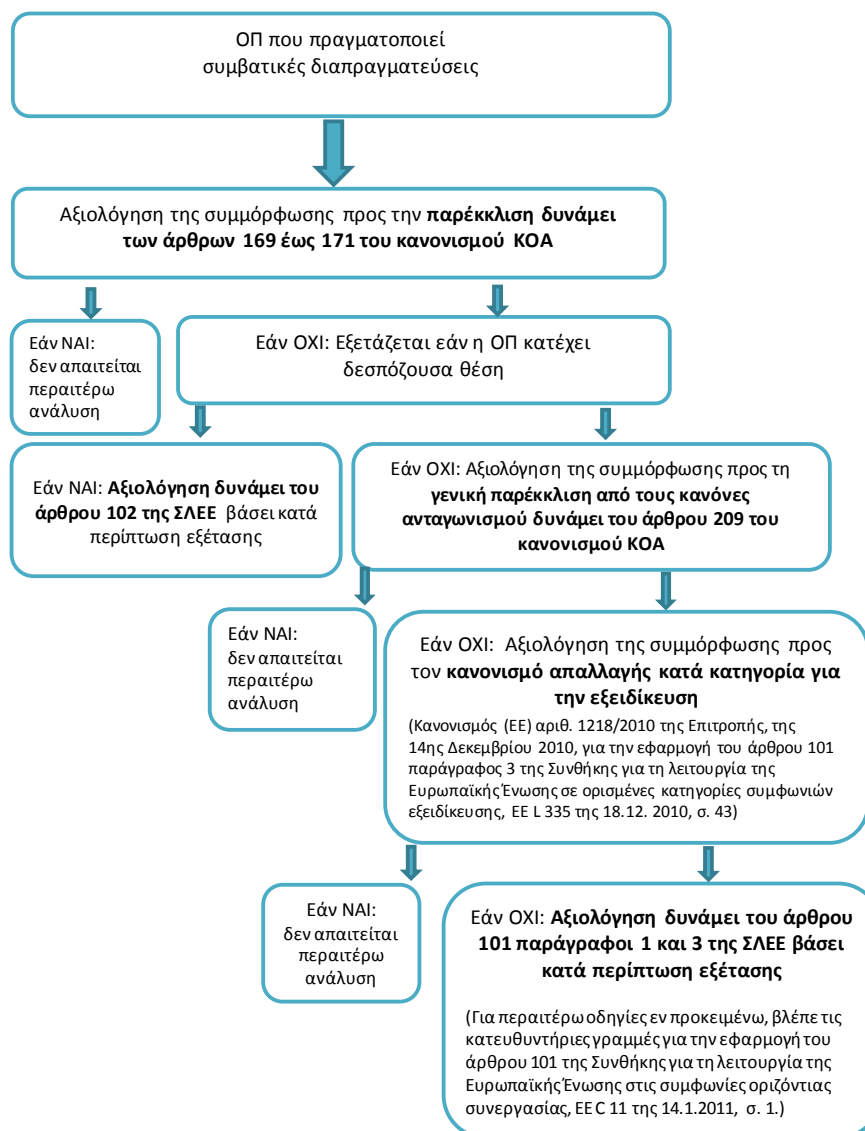 ΟΠ που πραγματοποιεί
συμβατικές διαπραγματεύσεις
Αξιολόγηση της συμμόρφωσης προς την παρέκκλιση δυνάμει
των άρθρων 169 έως 171 του κανονισμού ΚΟΑ
Εάν ΝΑΙ:
δεν απαιτείται
περαιτέρω
ανάλυση
Εάν ΟΧΙ: Εξετάζεται εάν η ΟΠ κατέχει
δεσπόζουσα θέση
Εάν ΝΑΙ: Αξιολόγηση δυνάμει του
άρθρου 102 της ΣΛΕΕ βάσει κατά
περίπτωση εξέτασης
Εάν ΟΧΙ: Αξιολόγηση της συμμόρφωσης προς τη
γενική παρέκκλιση από τους κανόνες
ανταγωνισμού δυνάμει του άρθρου 209 του
κανονισμού ΚΟΑ
Εάν ΝΑΙ:
δεν απαιτείται
περαιτέρω
ανάλυση
Εάν ΟΧΙ: Αξιολόγηση της συμμόρφωσης προς
τον κανονισμό απαλλαγής κατά κατηγορία για
την εξειδίκευση
(Κανονισμός (ΕΕ) αριθ. 1218/2010 της Επιτροπής, της
14ης Δεκεμβρίου 2010, για την εφαρμογή του άρθρου 101
παράγραφος 3 της Συνθήκης για τη λειτουργία της
Ευρωπαϊκής Ένωσης σε ορισμένες κατηγορίες συμφωνιών
εξειδίκευσης, ΕΕ L 335 της 18.12. 2010, σ. 43)
Εάν ΝΑΙ:
δεν απαιτείται
περαιτέρω
ανάλυση
Εάν ΟΧΙ: Αξιολόγηση δυνάμει του άρθρου
101 παράγραφοι 1 και 3 της ΣΛΕΕ βάσει
κατά περίπτωση εξέτασης
(Για περαιτέρω οδηγίες εν προκειμένω, βλέπε τις
κατευθυντήριες γραμμές για την εφαρμογή του
άρθρου 101 της Συνθήκης για τη λειτουργία της
Ευρωπαϊκής Ένωσης στις συμφωνίες οριζόντιας
συνεργασίας, ΕΕ C 11 της 14.1.2011, σ. 1.)